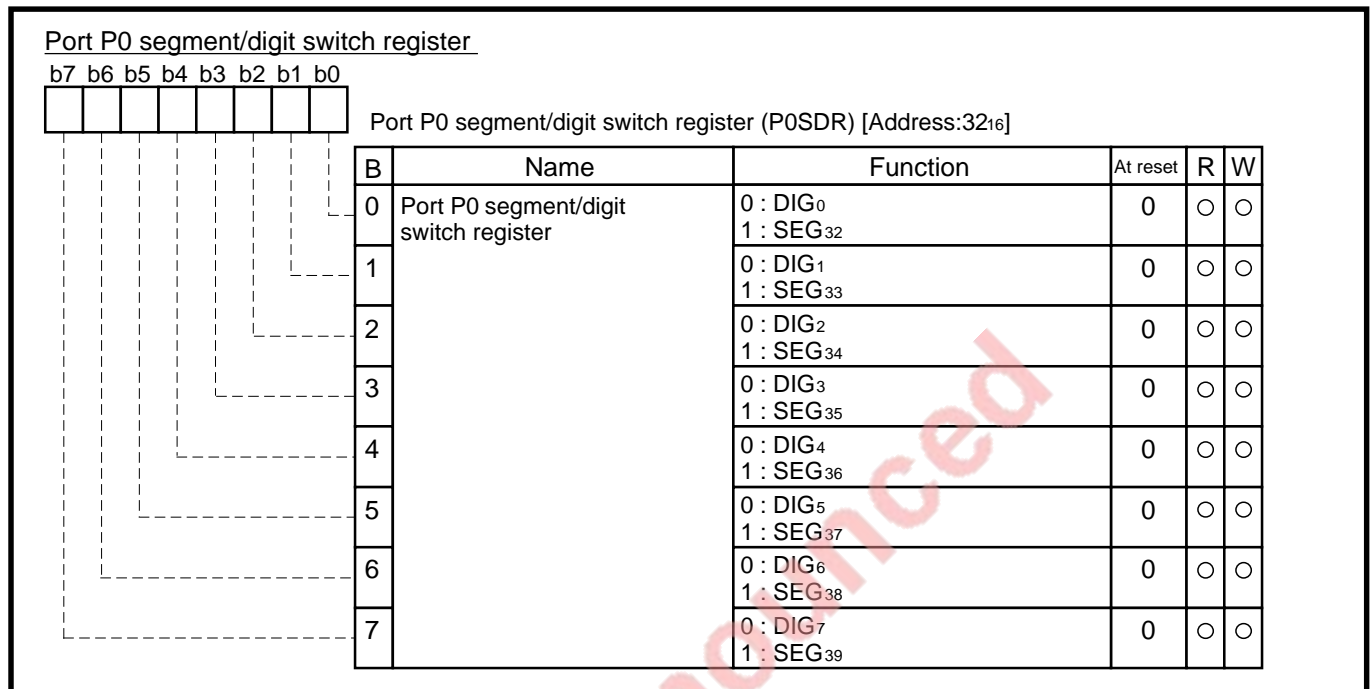 Port P0 segment/digit switch register
b7 b6 b5 b4 b3 b2 b1 b0
Port P0 segment/digit switch register (P0SDR) [Address:32₁₆]
B Name Function At reset R W
0 Port P0 segment/digit 0 : DIG₀ 0 ○ ○
switch register 1 : SEG₃₂
1 0 : DIG₁ 0 ○ ○
1 : SEG₃₃
2 0 : DIG₂ 0 ○ ○
1 : SEG₃₄
3 0 : DIG₃ 0 ○ ○
1 : SEG₃₅
4 0 : DIG₄ 0 ○ ○
1 : SEG₃₆
5 0 : DIG₅ 0 ○ ○
1 : SEG₃₇
6 0 : DIG₆ 0 ○ ○
1 : SEG₃₈
7 0 : DIG₇ 0 ○ ○
1 : SEG₃₉
ounced